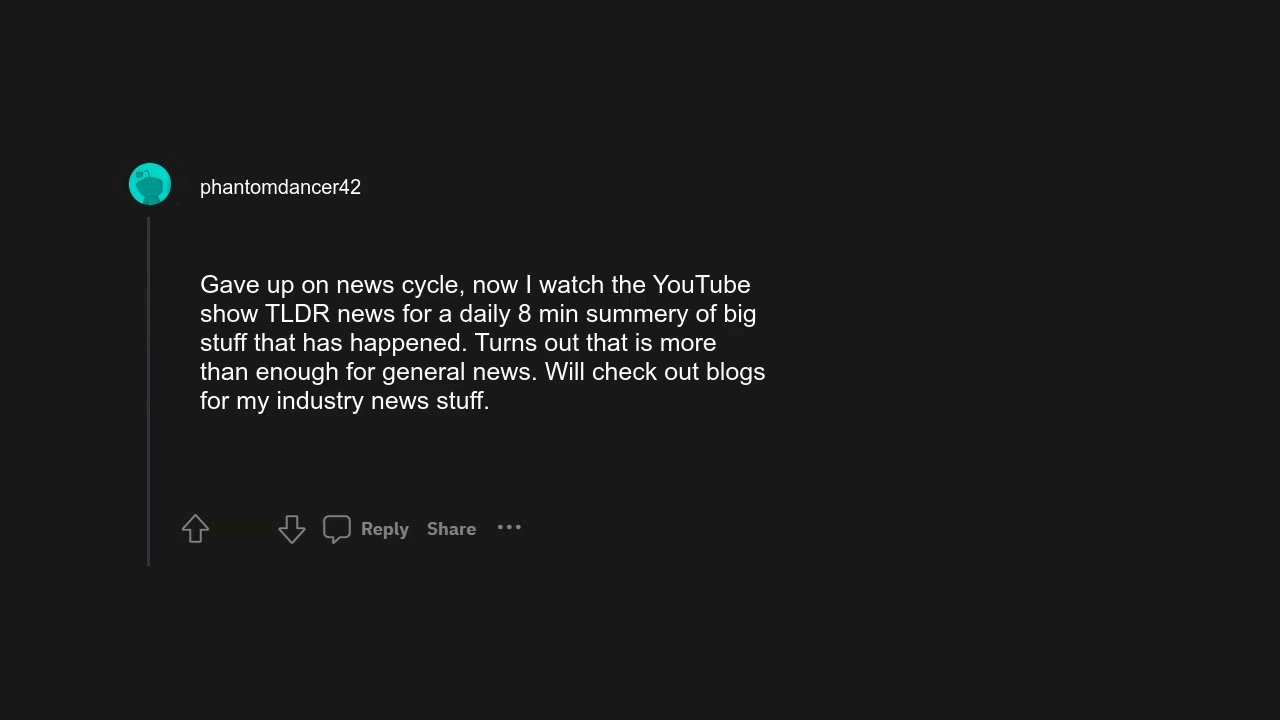 phantomdancer42
Gave up on news cycle, now I watch the YouTube
show TLDR news for a daily 8 min summery of big
stuff that has happened. Turns out that is more
than enough for general news. Will check out blogs
for my industry news stuff.
Reply Share